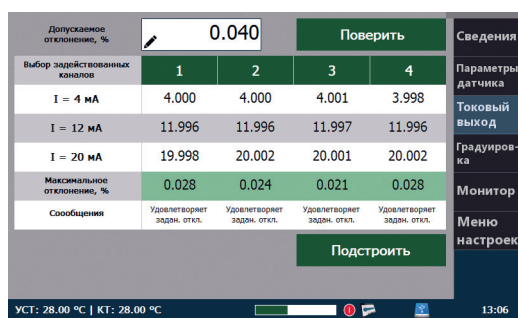 Допускаемое
отклонение, %
0.040
Поверить
Сведения
Выбор задействованных
каналов
1 2 3 4
Параметры
датчика
I = 4 мА 4.000 4.000 4.001 3.998
Токовый
выход
I = 12 мА 11.996 11.996 11.997 11.996
I = 20 мА 19.998 20.002 20.001 20.002
Градуиров-
ка
Максимальное
отклонение, %
0.028 0.024 0.021 0.028
Монитор
Соообщения
Удовлетворяет
задан. откл.
Удовлетворяет
задан. откл.
Удовлетворяет
задан. откл.
Удовлетворяет
задан. откл.
Меню
настроек
Подстроить
УСТ: 28.00 ºС | КТ: 28.00 ºС
13:06